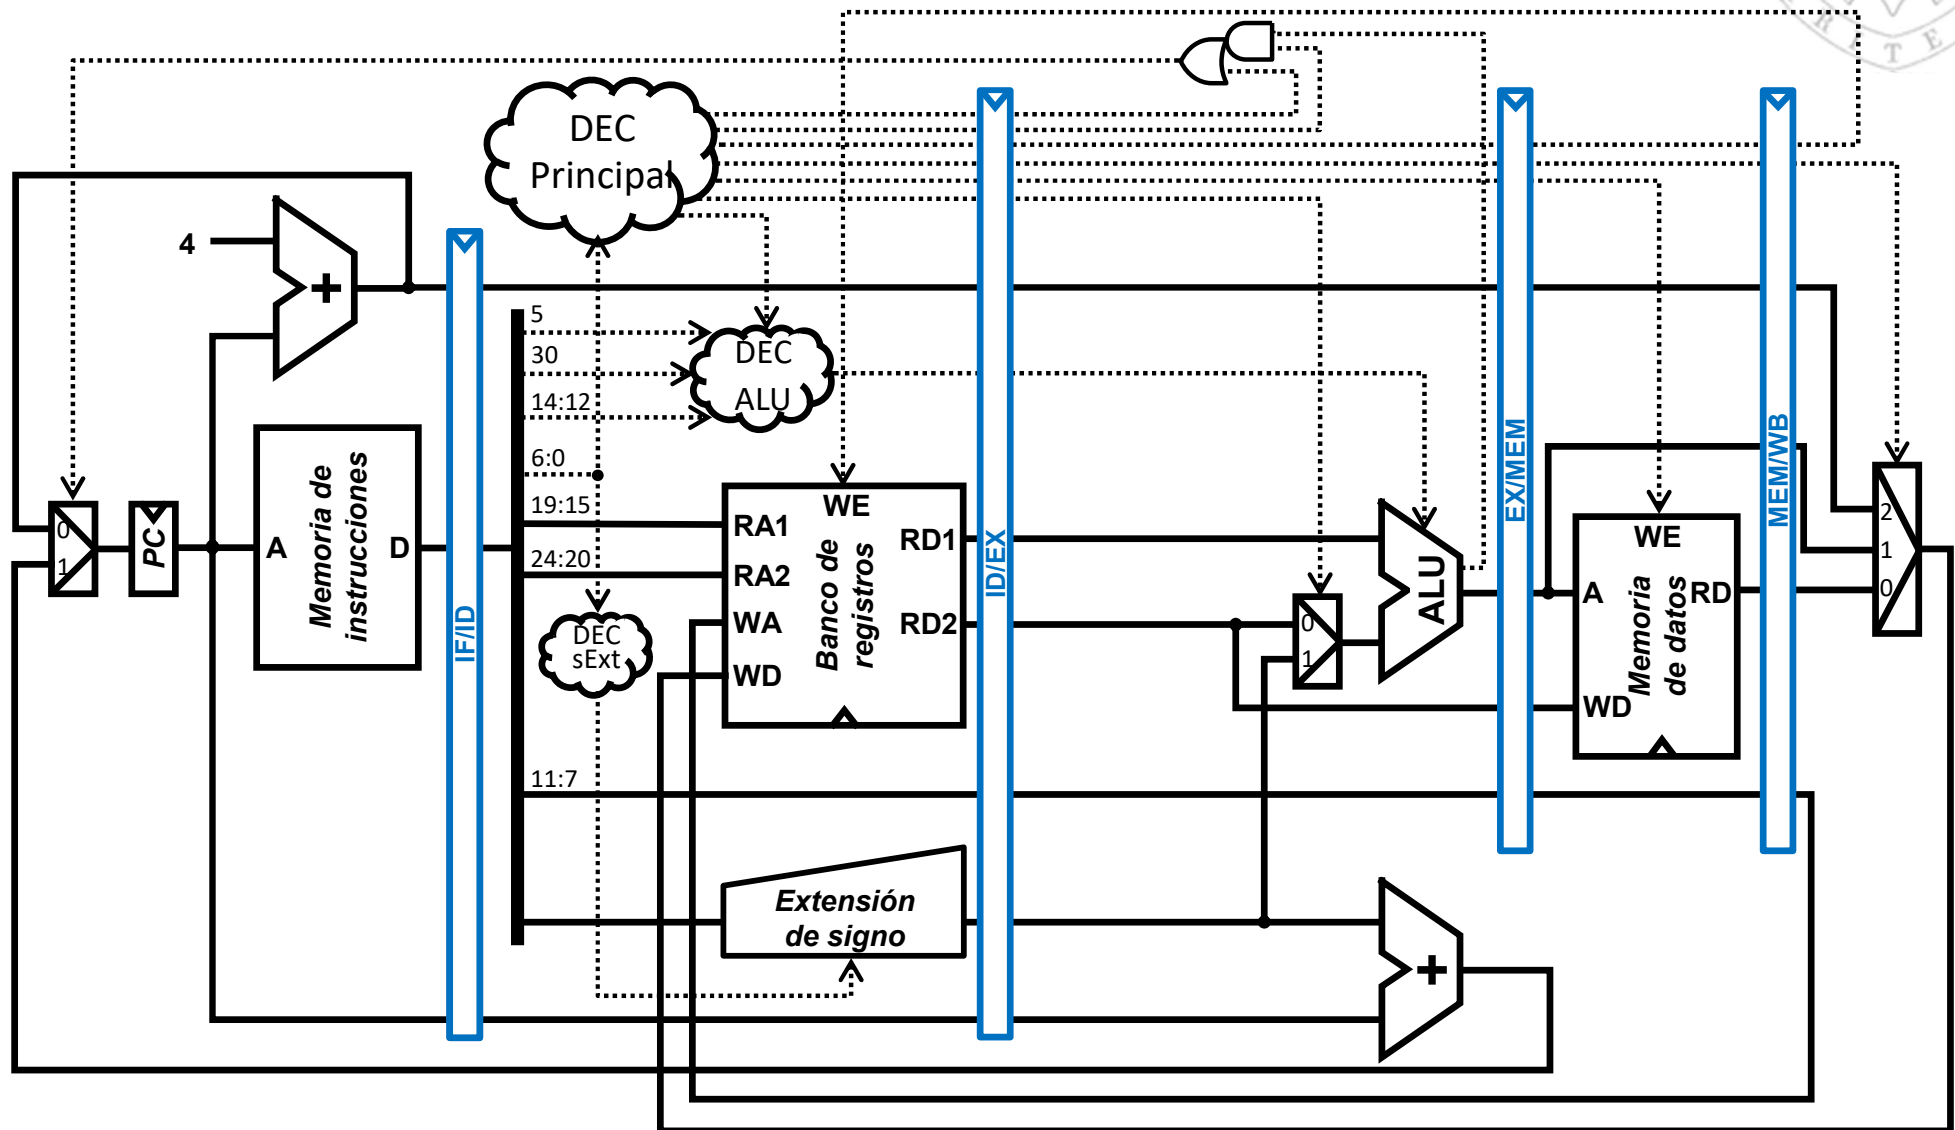 R I T E
DEC
Principal
4
+
5
30
14:12
6:0
19:15
24:20
11:7
DEC
ALU
DEC
sExt
0
1
PC
A
D
Memoria de
instrucciones
IF/ID
WE
RA1
RA2
WA
WD
RD1
RD2
Banco de
registros
Extensión
de signo
ID/EX
0
1
ALU
+
EX/MEM
WE
A
RD
WD
Memoria
de datos
MEM/WB
2
1
0